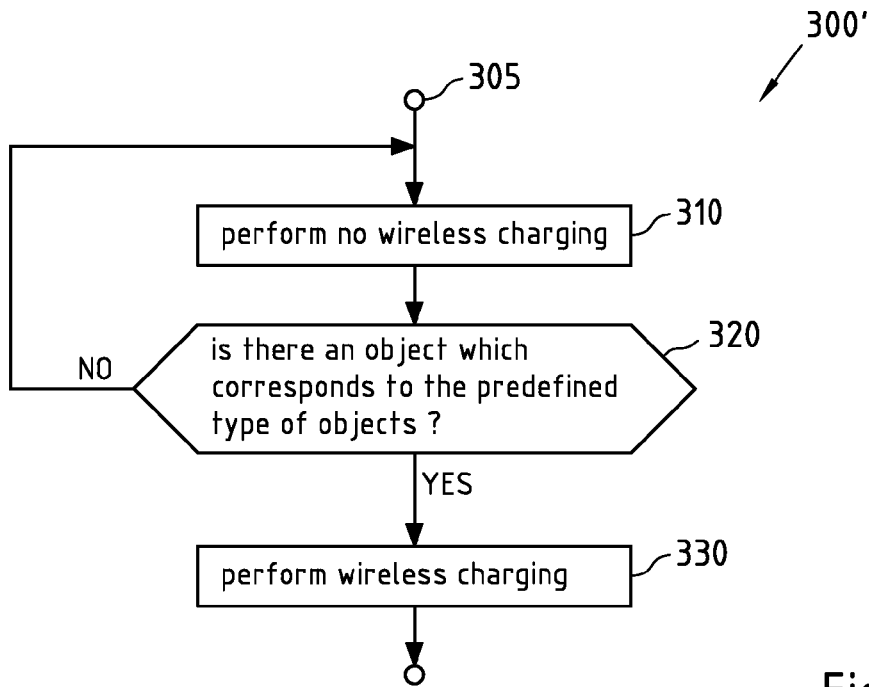 300'
305
perform no wireless charging
310
is there an object which
corresponds to the predefined
type of objects ?
320
NO
YES
perform wireless charging
330